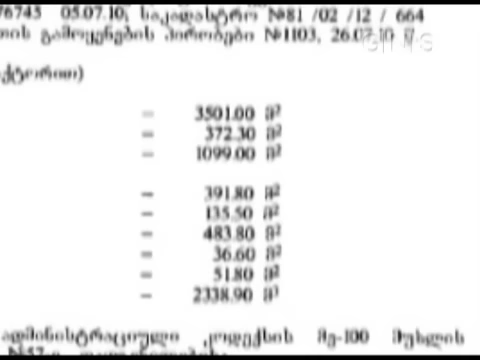 76743 05.07.10, საკადასტრო №81 /02 /12 / 664
გამოყენების პირობები №1103, 26.07.10
– 3501.00 მ²
– 372.30 მ²
– 1099.00 მ²
– 391.80 მ²
– 135.50 მ²
– 483.80 მ²
– 36.60 მ²
– 51.80 მ²
– 2338.90 მ³
ადმინისტრაციული კოდექსის მე-100 მუხლის